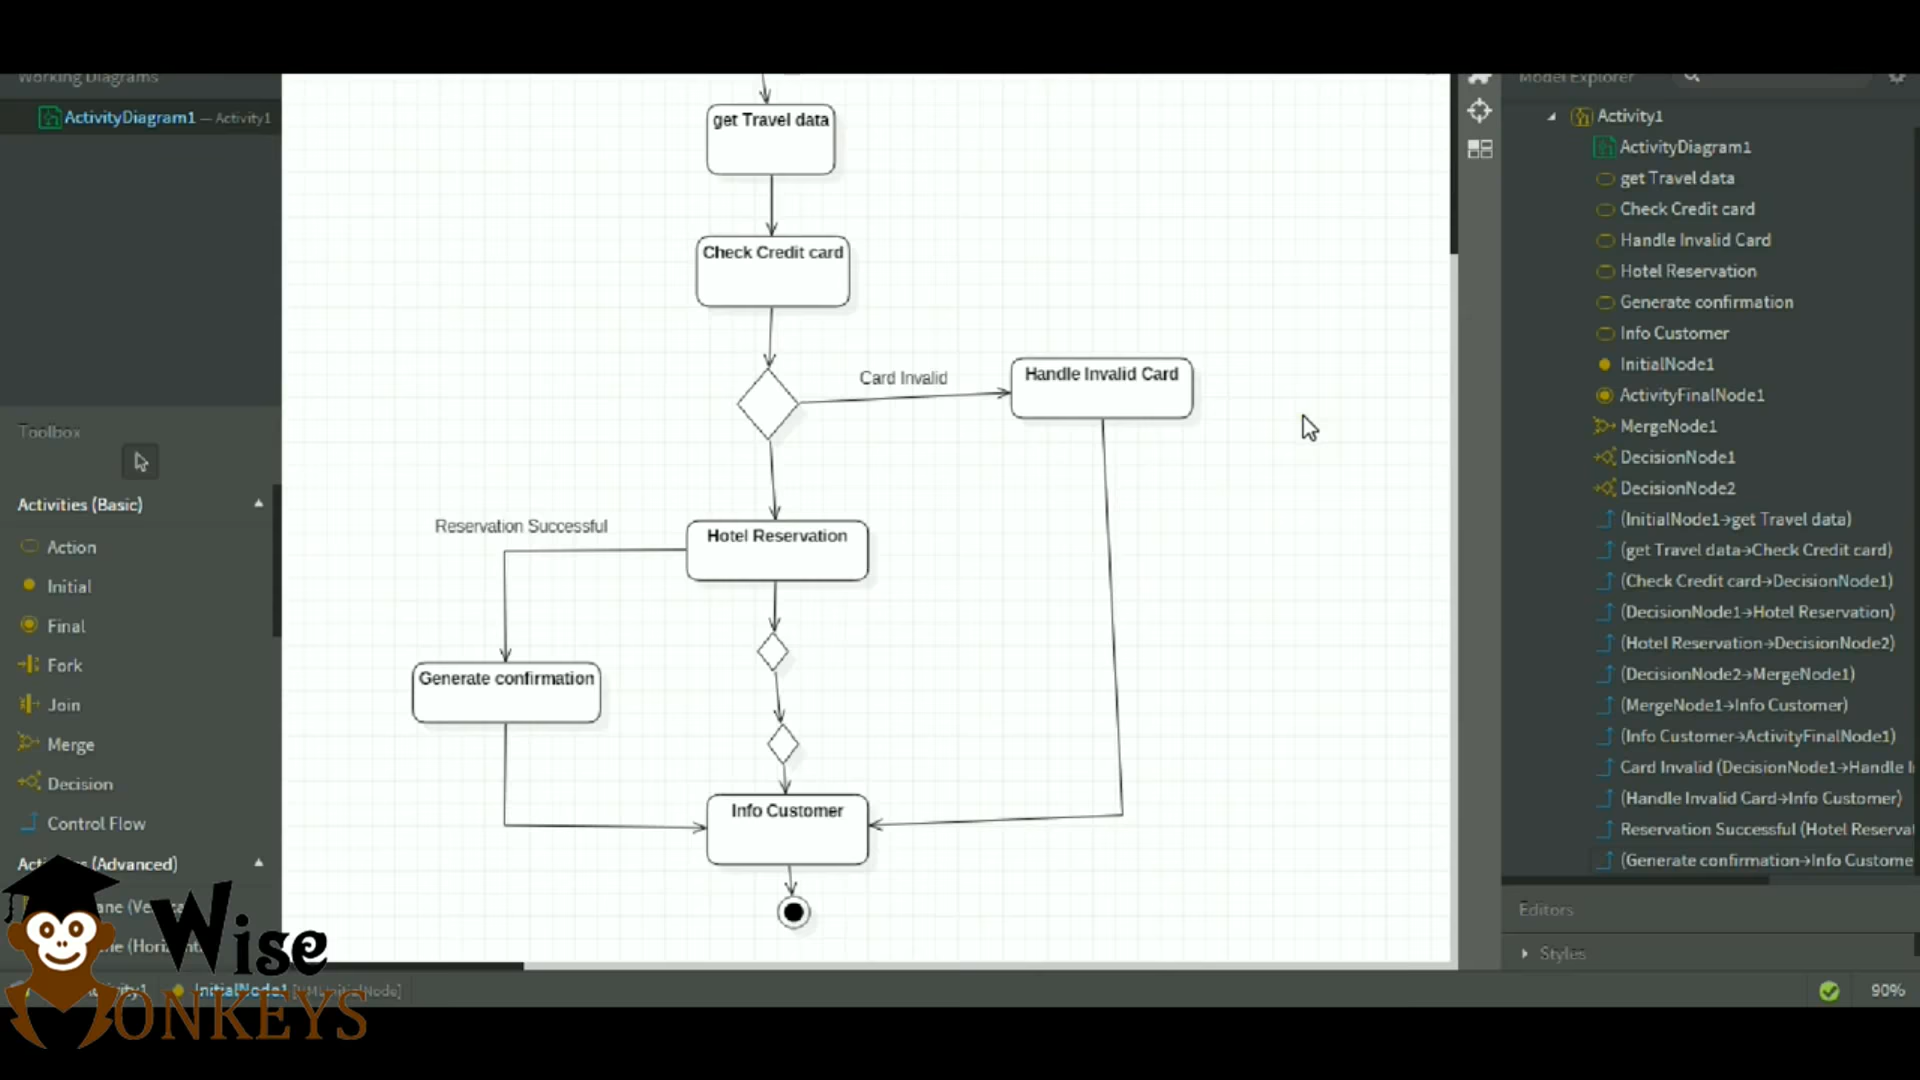 Working Diagrams
ActivityDiagram1 — Activity1
Toolbox
Activities (Basic)
Action
Initial
Final
Fork
Join
Merge
Decision
Control Flow
(Advanced)
Wise
MONKEYS
InitialNode1 [UMLInitialNode]
get Travel data
Check Credit card
Card Invalid
Handle Invalid Card
Reservation Successful
Hotel Reservation
Generate confirmation
Info Customer
Model Explorer
Activity1
ActivityDiagram1
get Travel data
Check Credit card
Handle Invalid Card
Hotel Reservation
Generate confirmation
Info Customer
InitialNode1
ActivityFinalNode1
MergeNode1
DecisionNode1
DecisionNode2
(InitialNode1→get Travel data)
(get Travel data→Check Credit card)
(Check Credit card→DecisionNode1)
(DecisionNode1→Hotel Reservation)
(Hotel Reservation→DecisionNode2)
(DecisionNode2→MergeNode1)
(MergeNode1→Info Customer)
(Info Customer→ActivityFinalNode1)
Card Invalid (DecisionNode1→Handle I
(Handle Invalid Card→Info Customer)
Reservation Successful (Hotel Reserva
(Generate confirmation→Info Custome
Editors
Styles
90%